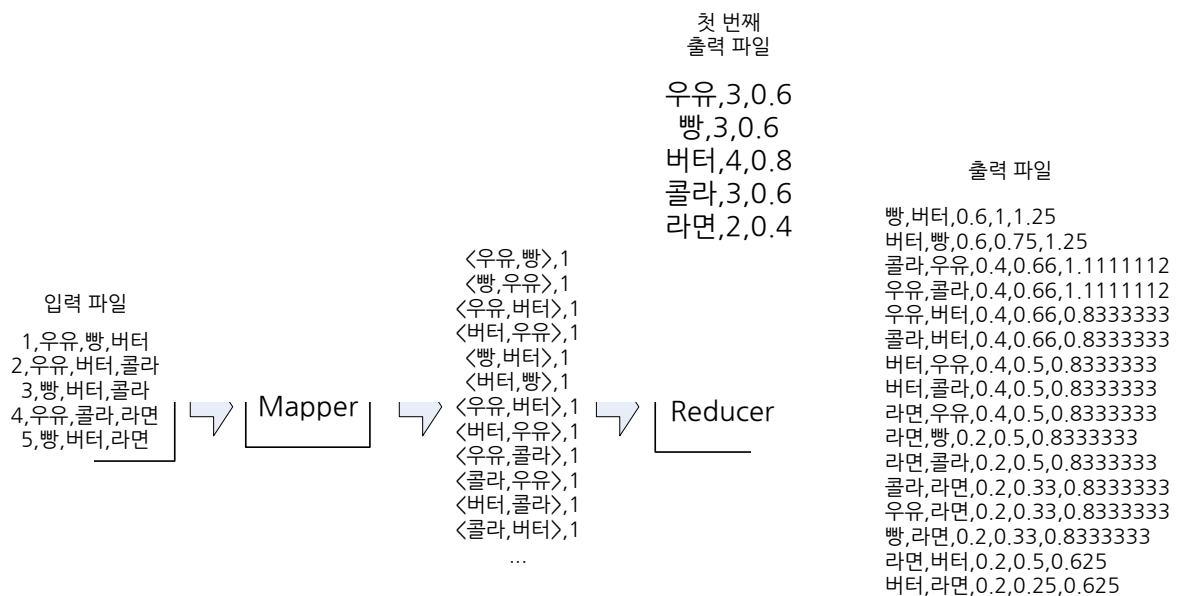 입력 파일
1,우유,빵,버터
2,우유,버터,콜라
3,빵,버터,콜라
4,우유,콜라,라면
5,빵,버터,라면
Mapper
<우유,빵>,1
<빵,우유>,1
<우유,버터>,1
<버터,우유>,1
<빵,버터>,1
<버터,빵>,1
<우유,버터>,1
<버터,우유>,1
<우유,콜라>,1
<콜라,우유>,1
<버터,콜라>,1
<콜라,버터>,1
...
첫 번째
출력 파일
우유,3,0.6
빵,3,0.6
버터,4,0.8
콜라,3,0.6
라면,2,0.4
Reducer
출력 파일
빵,버터,0.6,1,1.25
버터,빵,0.6,0.75,1.25
콜라,우유,0.4,0.66,1.1111112
우유,콜라,0.4,0.66,1.1111112
우유,버터,0.4,0.66,0.8333333
콜라,버터,0.4,0.66,0.8333333
버터,우유,0.4,0.5,0.8333333
버터,콜라,0.4,0.5,0.8333333
라면,우유,0.4,0.5,0.8333333
라면,빵,0.2,0.5,0.8333333
라면,콜라,0.2,0.5,0.8333333
콜라,라면,0.2,0.33,0.8333333
우유,라면,0.2,0.33,0.8333333
빵,라면,0.2,0.33,0.8333333
라면,버터,0.2,0.5,0.625
버터,라면,0.2,0.25,0.625